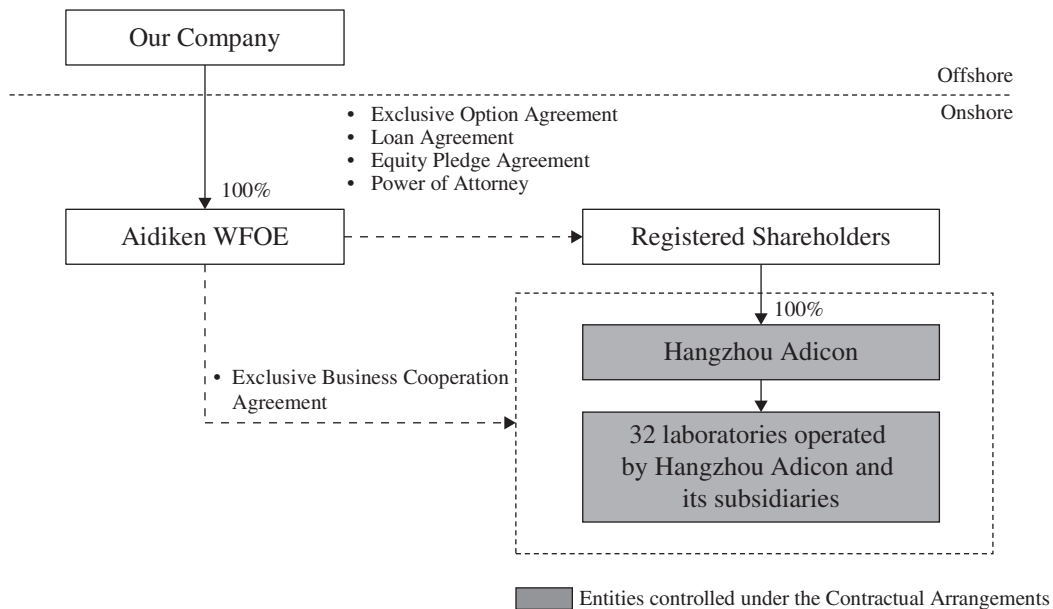 Our Company
Offshore
Onshore
• Exclusive Option Agreement
• Loan Agreement
• Equity Pledge Agreement
• Power of Attorney
100%
Aidiken WFOE
Registered Shareholders
100%
Hangzhou Adicon
• Exclusive Business Cooperation
Agreement
32 laboratories operated
by Hangzhou Adicon and
its subsidiaries
Entities controlled under the Contractual Arrangements